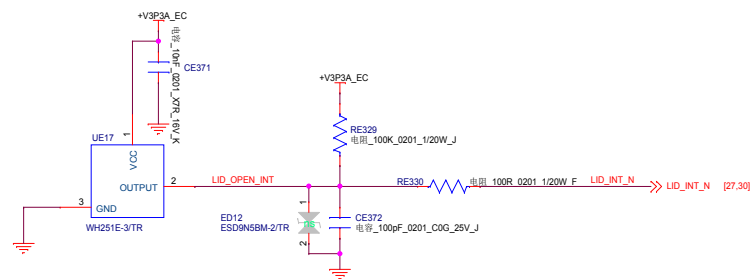 +V3P3A_EC
电容_10nF_0201_X7R_16V_K
CE371
+V3P3A_EC
UE17
1
VCC
RE329
电阻_100K_0201_1/20W_J
OUTPUT
2
LID_OPEN_INT
RE330
电阻_100R_0201_1/20W_F
LID_INT_N
LID_INT_N
[27,30]
3
GND
WH251E-3/TR
1
ED12
ESD9N5BM-2/TR
2
CE372
电容_100pF_0201_C0G_25V_J